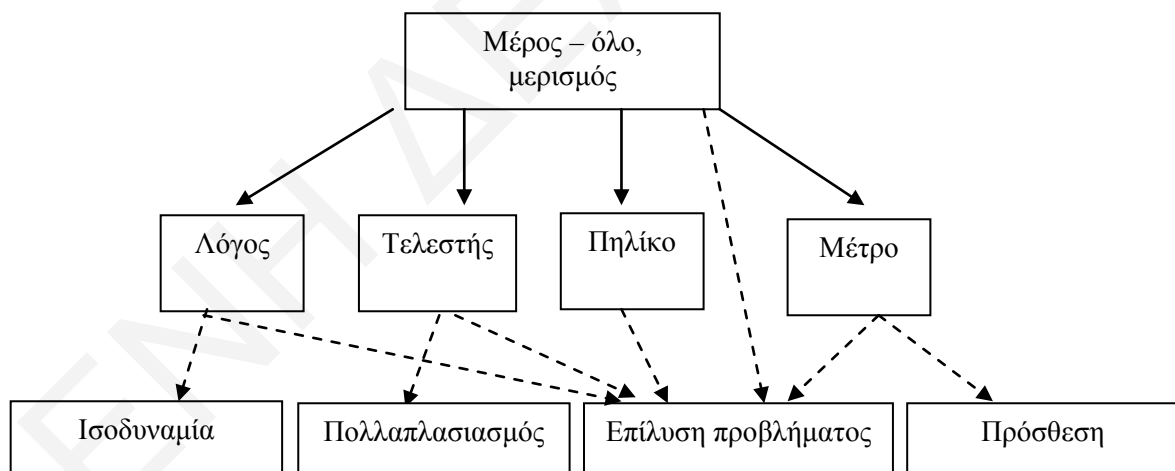 Μέρος – όλο,
μερισμός
Λόγος
Τελεστής
Πηλίκο
Μέτρο
Ισοδυναμία
Πολλαπλασιασμός
Επίλυση προβλήματος
Πρόσθεση